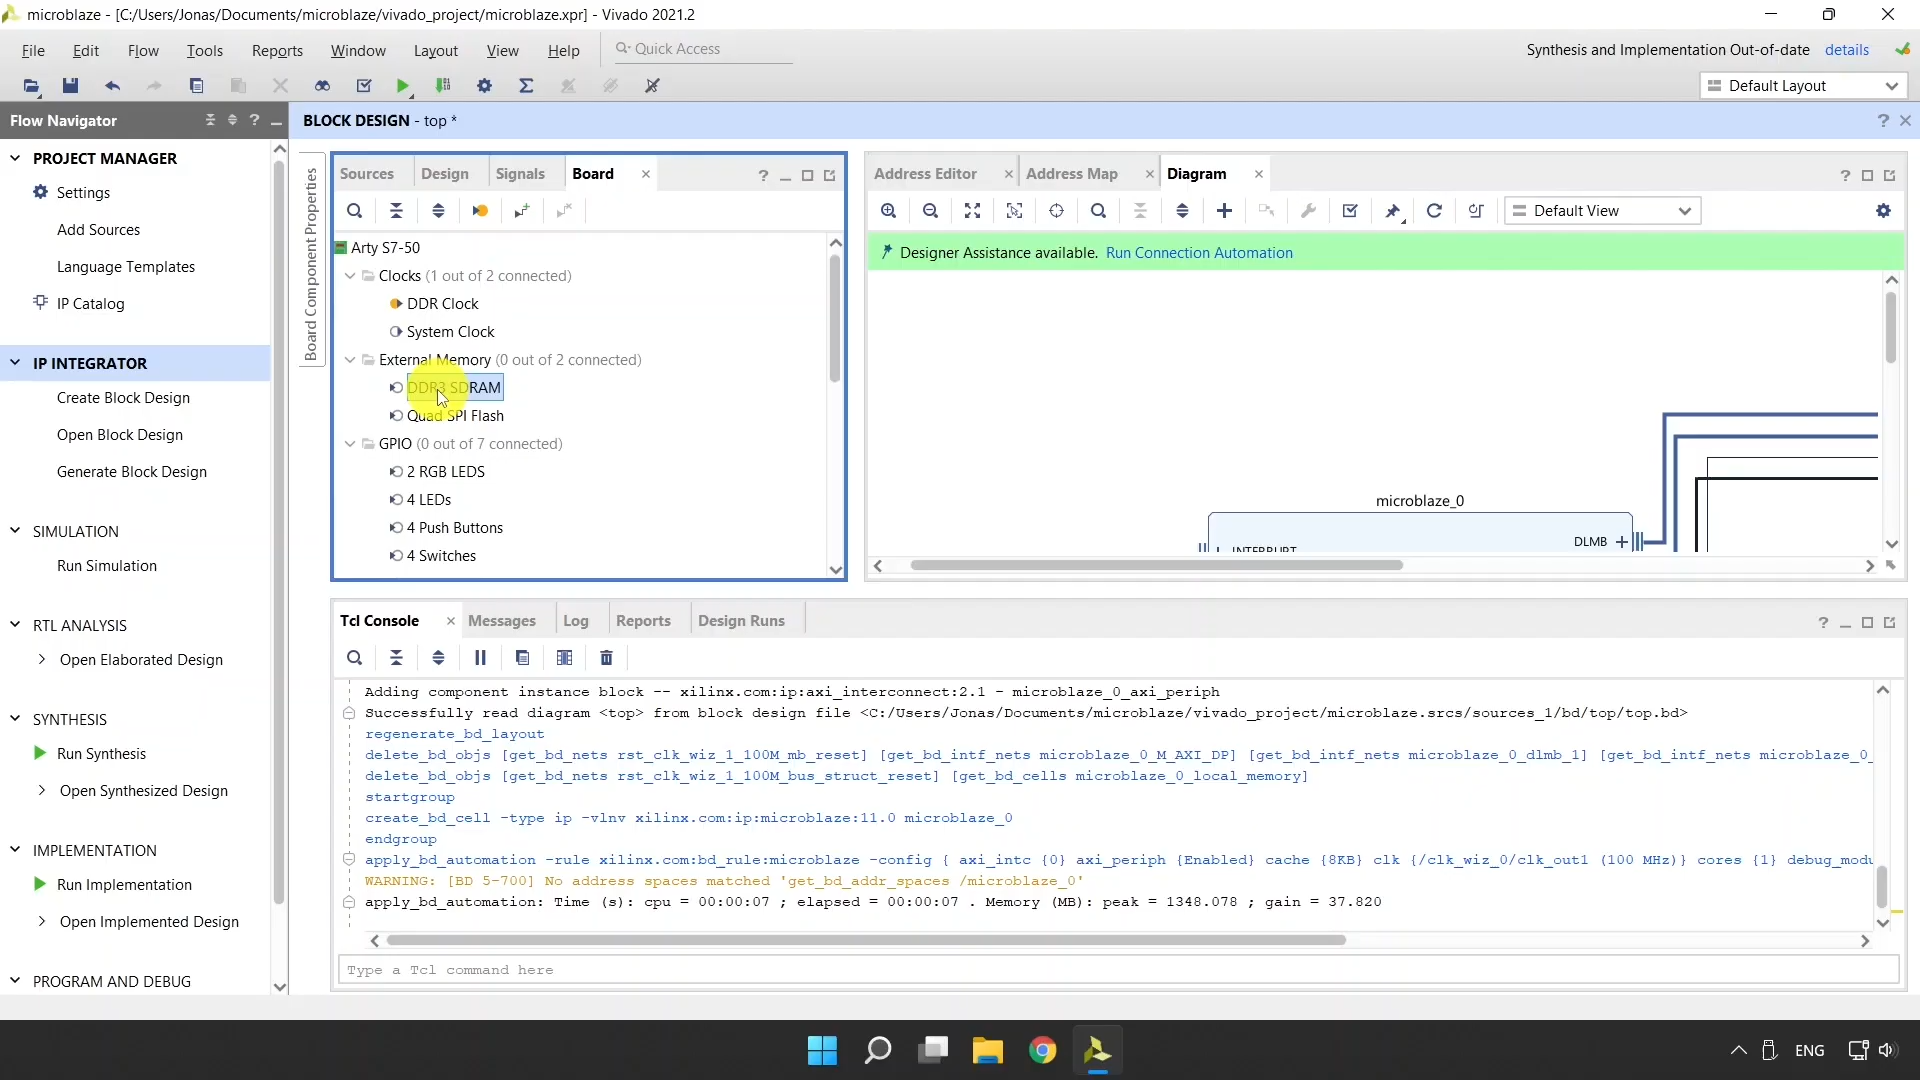 microblaze - [C:/Users/Jonas/Documents/microblaze/vivado_project/microblaze.xpr] - Vivado 2021.2
File Edit Flow Tools Reports Window Layout View Help Quick Access
Synthesis and Implementation Out-of-date details
Default Layout
Flow Navigator
PROJECT MANAGER
Settings
Add Sources
Language Templates
IP Catalog
IP INTEGRATOR
Create Block Design
Open Block Design
Generate Block Design
SIMULATION
Run Simulation
RTL ANALYSIS
Open Elaborated Design
SYNTHESIS
Run Synthesis
Open Synthesized Design
IMPLEMENTATION
Run Implementation
Open Implemented Design
PROGRAM AND DEBUG
BLOCK DESIGN - top *
Board Component Properties
Sources Design Signals Board
Arty S7-50
Clocks (1 out of 2 connected)
DDR Clock
System Clock
External Memory (0 out of 2 connected)
DDR3 SDRAM
Quad SPI Flash
GPIO (0 out of 7 connected)
2 RGB LEDS
4 LEDs
4 Push Buttons
4 Switches
Address Editor Address Map Diagram
Default View
Designer Assistance available. Run Connection Automation
microblaze_0
INTERRUPT
DLMB
Tcl Console Messages Log Reports Design Runs
Adding component instance block -- xilinx.com:ip:axi_interconnect:2.1 - microblaze_0_axi_periph
Successfully read diagram <top> from block design file <C:/Users/Jonas/Documents/microblaze/vivado_project/microblaze.srcs/sources_1/bd/top/top.bd>
regenerate_bd_layout
delete_bd_objs [get_bd_nets rst_clk_wiz_1_100M_mb_reset] [get_bd_intf_nets microblaze_0_M_AXI_DP] [get_bd_intf_nets microblaze_0_dlmb_1] [get_bd_intf_nets microblaze_0_
delete_bd_objs [get_bd_nets rst_clk_wiz_1_100M_bus_struct_reset] [get_bd_cells microblaze_0_local_memory]
startgroup
create_bd_cell -type ip -vlnv xilinx.com:ip:microblaze:11.0 microblaze_0
endgroup
apply_bd_automation -rule xilinx.com:bd_rule:microblaze -config { axi_intc {0} axi_periph {Enabled} cache {8KB} clk {/clk_wiz_0/clk_out1 (100 MHz)} cores {1} debug_modu
WARNING: [BD 5-700] No address spaces matched 'get_bd_addr_spaces /microblaze_0'
apply_bd_automation: Time (s): cpu = 00:00:07 ; elapsed = 00:00:07 . Memory (MB): peak = 1348.078 ; gain = 37.820
Type a Tcl command here
ENG